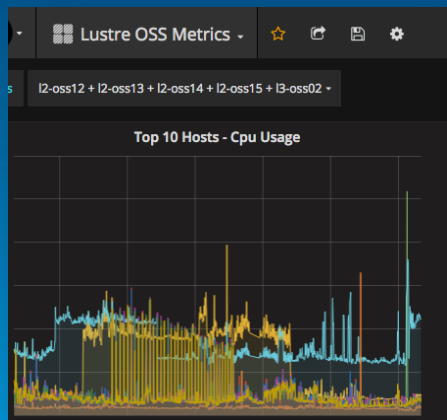 Lustre OSS Metrics
s l2-oss12 + l2-oss13 + l2-oss14 + l2-oss15 + l3-oss02
Top 10 Hosts - Cpu Usage